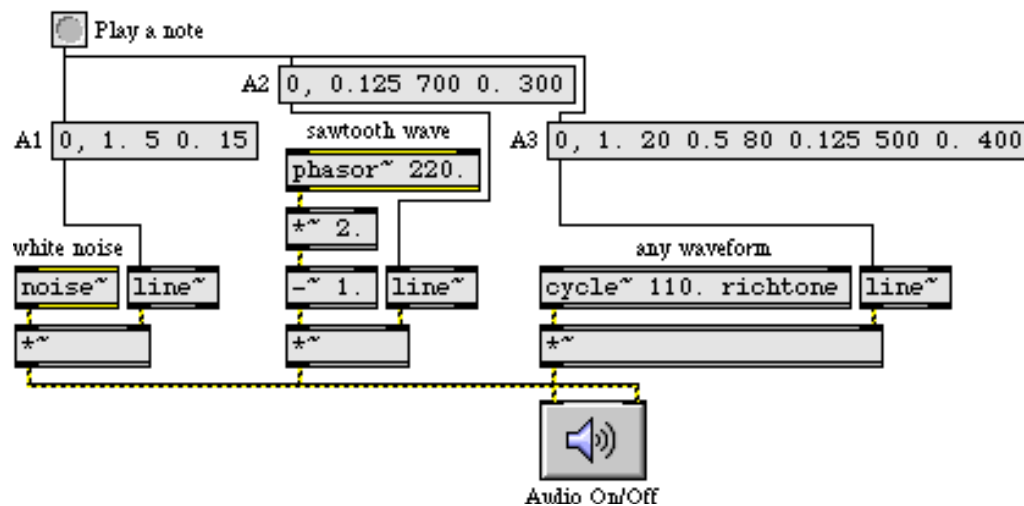 Play a note
A2 0, 0.125 700 0. 300
A1 0, 1. 5 0. 15
sawtooth wave
A3 0, 1. 20 0.5 80 0.125 500 0. 400
phasor~ 220.
*~ 2.
white noise
any waveform
noise~ line~
-~ 1. line~
cycle~ 110. richtone line~
*~
*~
*~
Audio On/Off